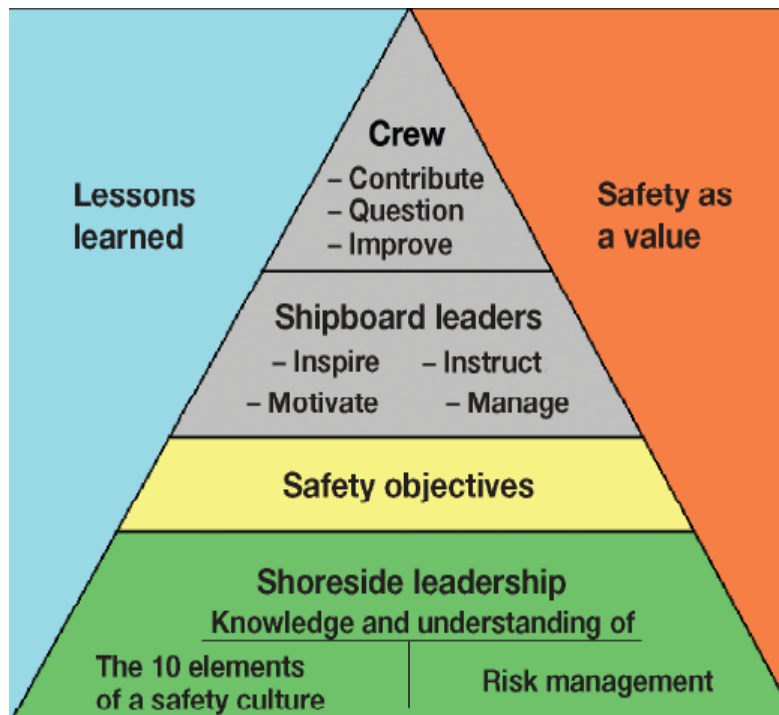 Crew
– Contribute
– Question
– Improve
Lessons
learned
Safety as
a value
Shipboard leaders
– Inspire – Instruct
– Motivate – Manage
Safety objectives
Shoreside leadership
Knowledge and understanding of
The 10 elements
of a safety culture
Risk management